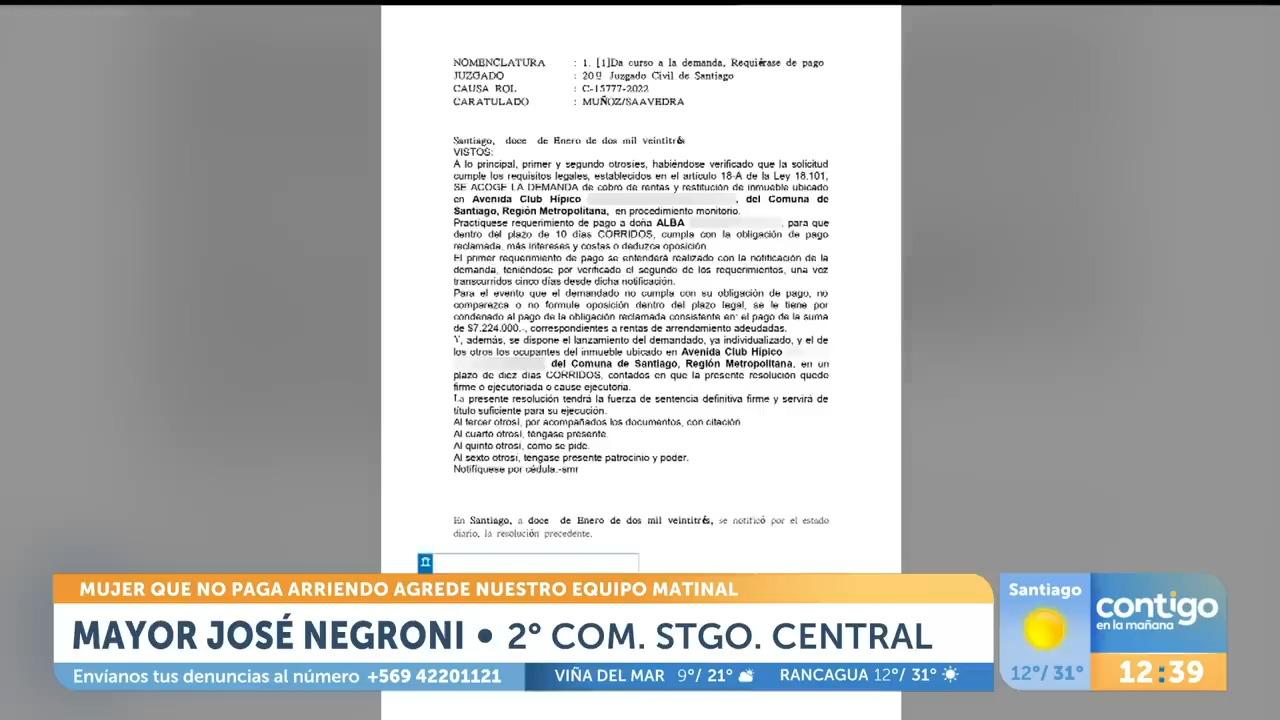 NOMENCLATURA : 1. [1]Da curso a la demanda, Requiérase de pago
JUZGADO : 20º Juzgado Civil de Santiago
CAUSA ROL : C-15777-2022
CARATULADO : MUÑOZ/SAAVEDRA
Santiago, doce de Enero de dos mil veintitrés
VISTOS:
A lo principal, primer y segundo otrosíes, habiéndose verificado que la solicitud
cumple los requisitos legales, establecidos en el artículo 18-A de la Ley 18.101,
SE ACOGE LA DEMANDA de cobro de rentas y restitución de inmueble ubicado
en Avenida Club Hípico , del Comuna de
Santiago, Región Metropolitana, en procedimiento monitorio.
Practíquese requerimiento de pago a doña ALBA , para que
dentro del plazo de 10 días CORRIDOS, cumpla con la obligación de pago
reclamada, más intereses y costas o deduzca oposición.
El primer requerimiento de pago se entenderá realizado con la notificación de la
demanda, teniéndose por verificado el segundo de los requerimientos, una vez
transcurridos cinco días desde dicha notificación.
Para el evento que el demandado no cumpla con su obligación de pago, no
comparezca o no formule oposición dentro del plazo legal, se le tiene por
condenado al pago de la obligación reclamada consistente en: el pago de la suma
de $7.224.000.-, correspondientes a rentas de arrendamiento adeudadas.
Y, además, se dispone el lanzamiento del demandado, ya individualizado, y el de
los otros los ocupantes del inmueble ubicado en Avenida Club Hípico
del Comuna de Santiago, Región Metropolitana, en un
plazo de diez días CORRIDOS, contados en que la presente resolución quede
firme o ejecutoriada o cause ejecutoria.
La presente resolución tendrá la fuerza de sentencia definitiva firme y servirá de
título suficiente para su ejecución.
Al tercer otrosí, por acompañados los documentos, con citación
Al cuarto otrosí, téngase presente.
Al quinto otrosí, como se pide.
Al sexto otrosí, téngase presente patrocinio y poder.
Notifíquese por cédula.-smr
En Santiago, a doce de Enero de dos mil veintitrés, se notificó por el estado
diario, la resolución precedente.
MUJER QUE NO PAGA ARRIENDO AGREDE NUESTRO EQUIPO MATINAL
MAYOR JOSÉ NEGRONI • 2° COM. STGO. CENTRAL
Envíanos tus denuncias al número +569 42201121
VIÑA DEL MAR 9°/ 21° RANCAGUA 12°/ 31°
Santiago
12°/ 31°
contigo
en la mañana
12:39